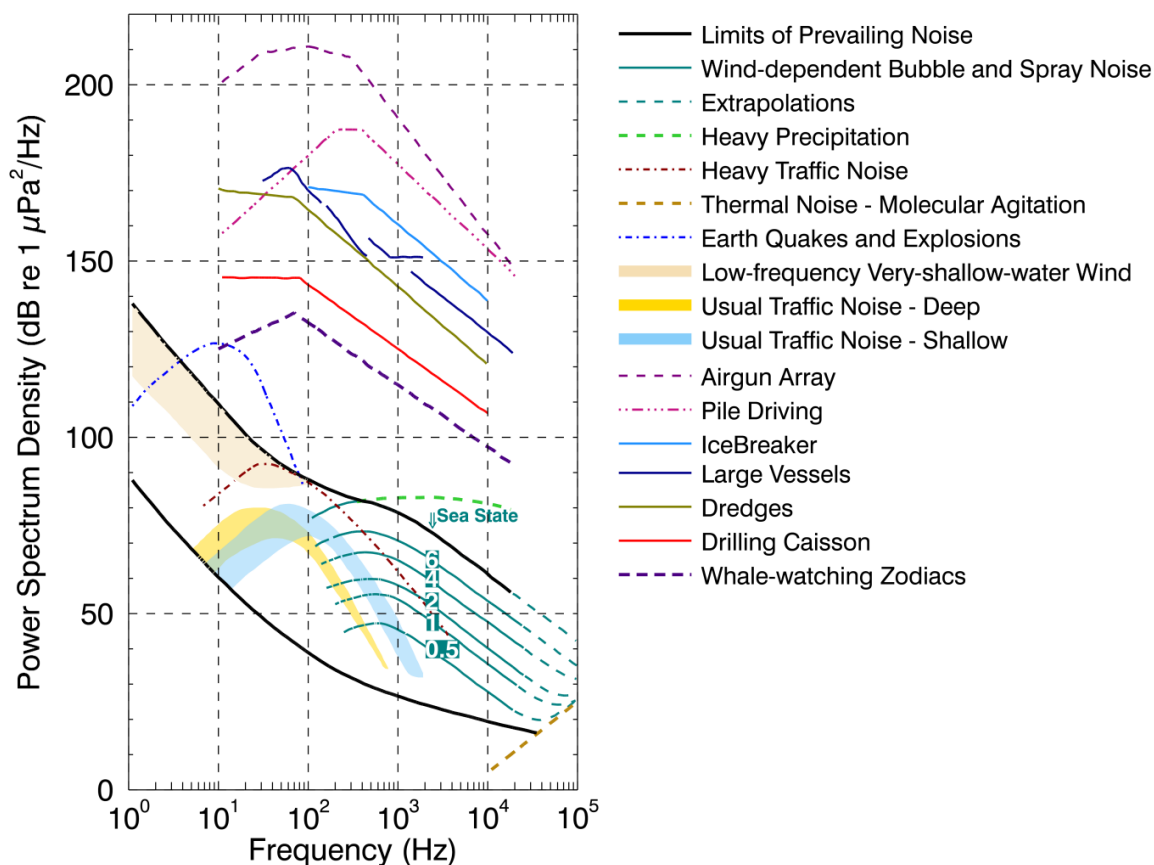 Power Spectrum Density (dB re 1 μPa²/Hz)
200
150
100
50
0
⇓Sea State
6
4
2
1
0.5
10⁰ 10¹ 10² 10³ 10⁴ 10⁵
Frequency (Hz)
Limits of Prevailing Noise
Wind-dependent Bubble and Spray Noise
Extrapolations
Heavy Precipitation
Heavy Traffic Noise
Thermal Noise - Molecular Agitation
Earth Quakes and Explosions
Low-frequency Very-shallow-water Wind
Usual Traffic Noise - Deep
Usual Traffic Noise - Shallow
Airgun Array
Pile Driving
IceBreaker
Large Vessels
Dredges
Drilling Caisson
Whale-watching Zodiacs